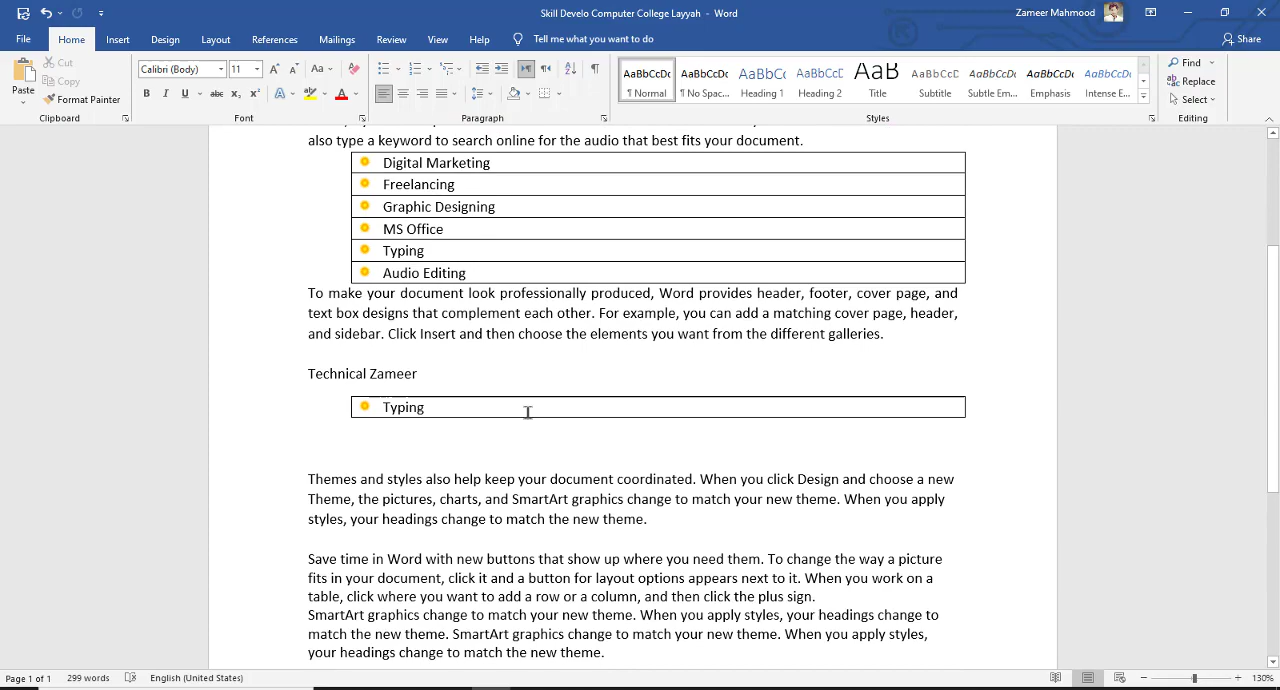 Skill Develo Computer College Layyah - Word
Zameer Mahmood
File Home Insert Design Layout References Mailings Review View Help Tell me what you want to do Share
Paste
Cut
Copy
Format Painter
Clipboard
Calibri (Body) 11
Font
Paragraph
AaBbCcDc AaBbCcDc AaBbCc AaBbCcD AaB AaBbCcD AaBbCcDc AaBbCcDc AaBbCcDc
¶ Normal ¶ No Spac... Heading 1 Heading 2 Title Subtitle Subtle Em... Emphasis Intense E...
Styles
Find
Replace
Select
Editing
also type a keyword to search online for the audio that best fits your document.
Digital Marketing
Freelancing
Graphic Designing
MS Office
Typing
Audio Editing
To make your document look professionally produced, Word provides header, footer, cover page, and
text box designs that complement each other. For example, you can add a matching cover page, header,
and sidebar. Click Insert and then choose the elements you want from the different galleries.
Technical Zameer
Typing
Themes and styles also help keep your document coordinated. When you click Design and choose a new
Theme, the pictures, charts, and SmartArt graphics change to match your new theme. When you apply
styles, your headings change to match the new theme.
Save time in Word with new buttons that show up where you need them. To change the way a picture
fits in your document, click it and a button for layout options appears next to it. When you work on a
table, click where you want to add a row or a column, and then click the plus sign.
SmartArt graphics change to match your new theme. When you apply styles, your headings change to
match the new theme. SmartArt graphics change to match your new theme. When you apply styles,
your headings change to match the new theme.
Page 1 of 1 299 words English (United States) 130%